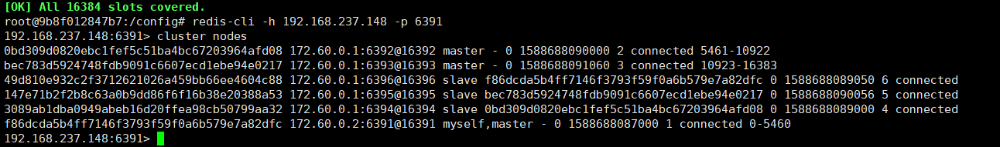 [OK] All 16384 slots covered.
root@9b8f012847b7:/config# redis-cli -h 192.168.237.148 -p 6391
192.168.237.148:6391> cluster nodes
0bd309d0820ebc1fef5c51ba4bc67203964afd08 172.60.0.1:6392@16392 master - 0 1588688090000 2 connected 5461-10922
bec783d5924748fdb9091c6607ecd1ebe94e0217 172.60.0.1:6393@16393 master - 0 1588688091060 3 connected 10923-16383
49d810e932c2f3712621026a459bb66ee4604c88 172.60.0.1:6396@16396 slave f86dcda5b4ff7146f3793f59f0a6b579e7a82dfc 0 1588688089050 6 connected
147e71b2f2b8c63a0b9dd86f6f16b38e20388a53 172.60.0.1:6395@16395 slave bec783d5924748fdb9091c6607ecd1ebe94e0217 0 1588688090056 5 connected
3089ab1dba0949abeb16d20ffea98cb50799aa32 172.60.0.1:6394@16394 slave 0bd309d0820ebc1fef5c51ba4bc67203964afd08 0 1588688089000 4 connected
f86dcda5b4ff7146f3793f59f0a6b579e7a82dfc 172.60.0.2:6391@16391 myself,master - 0 1588688087000 1 connected 0-5460
192.168.237.148:6391>